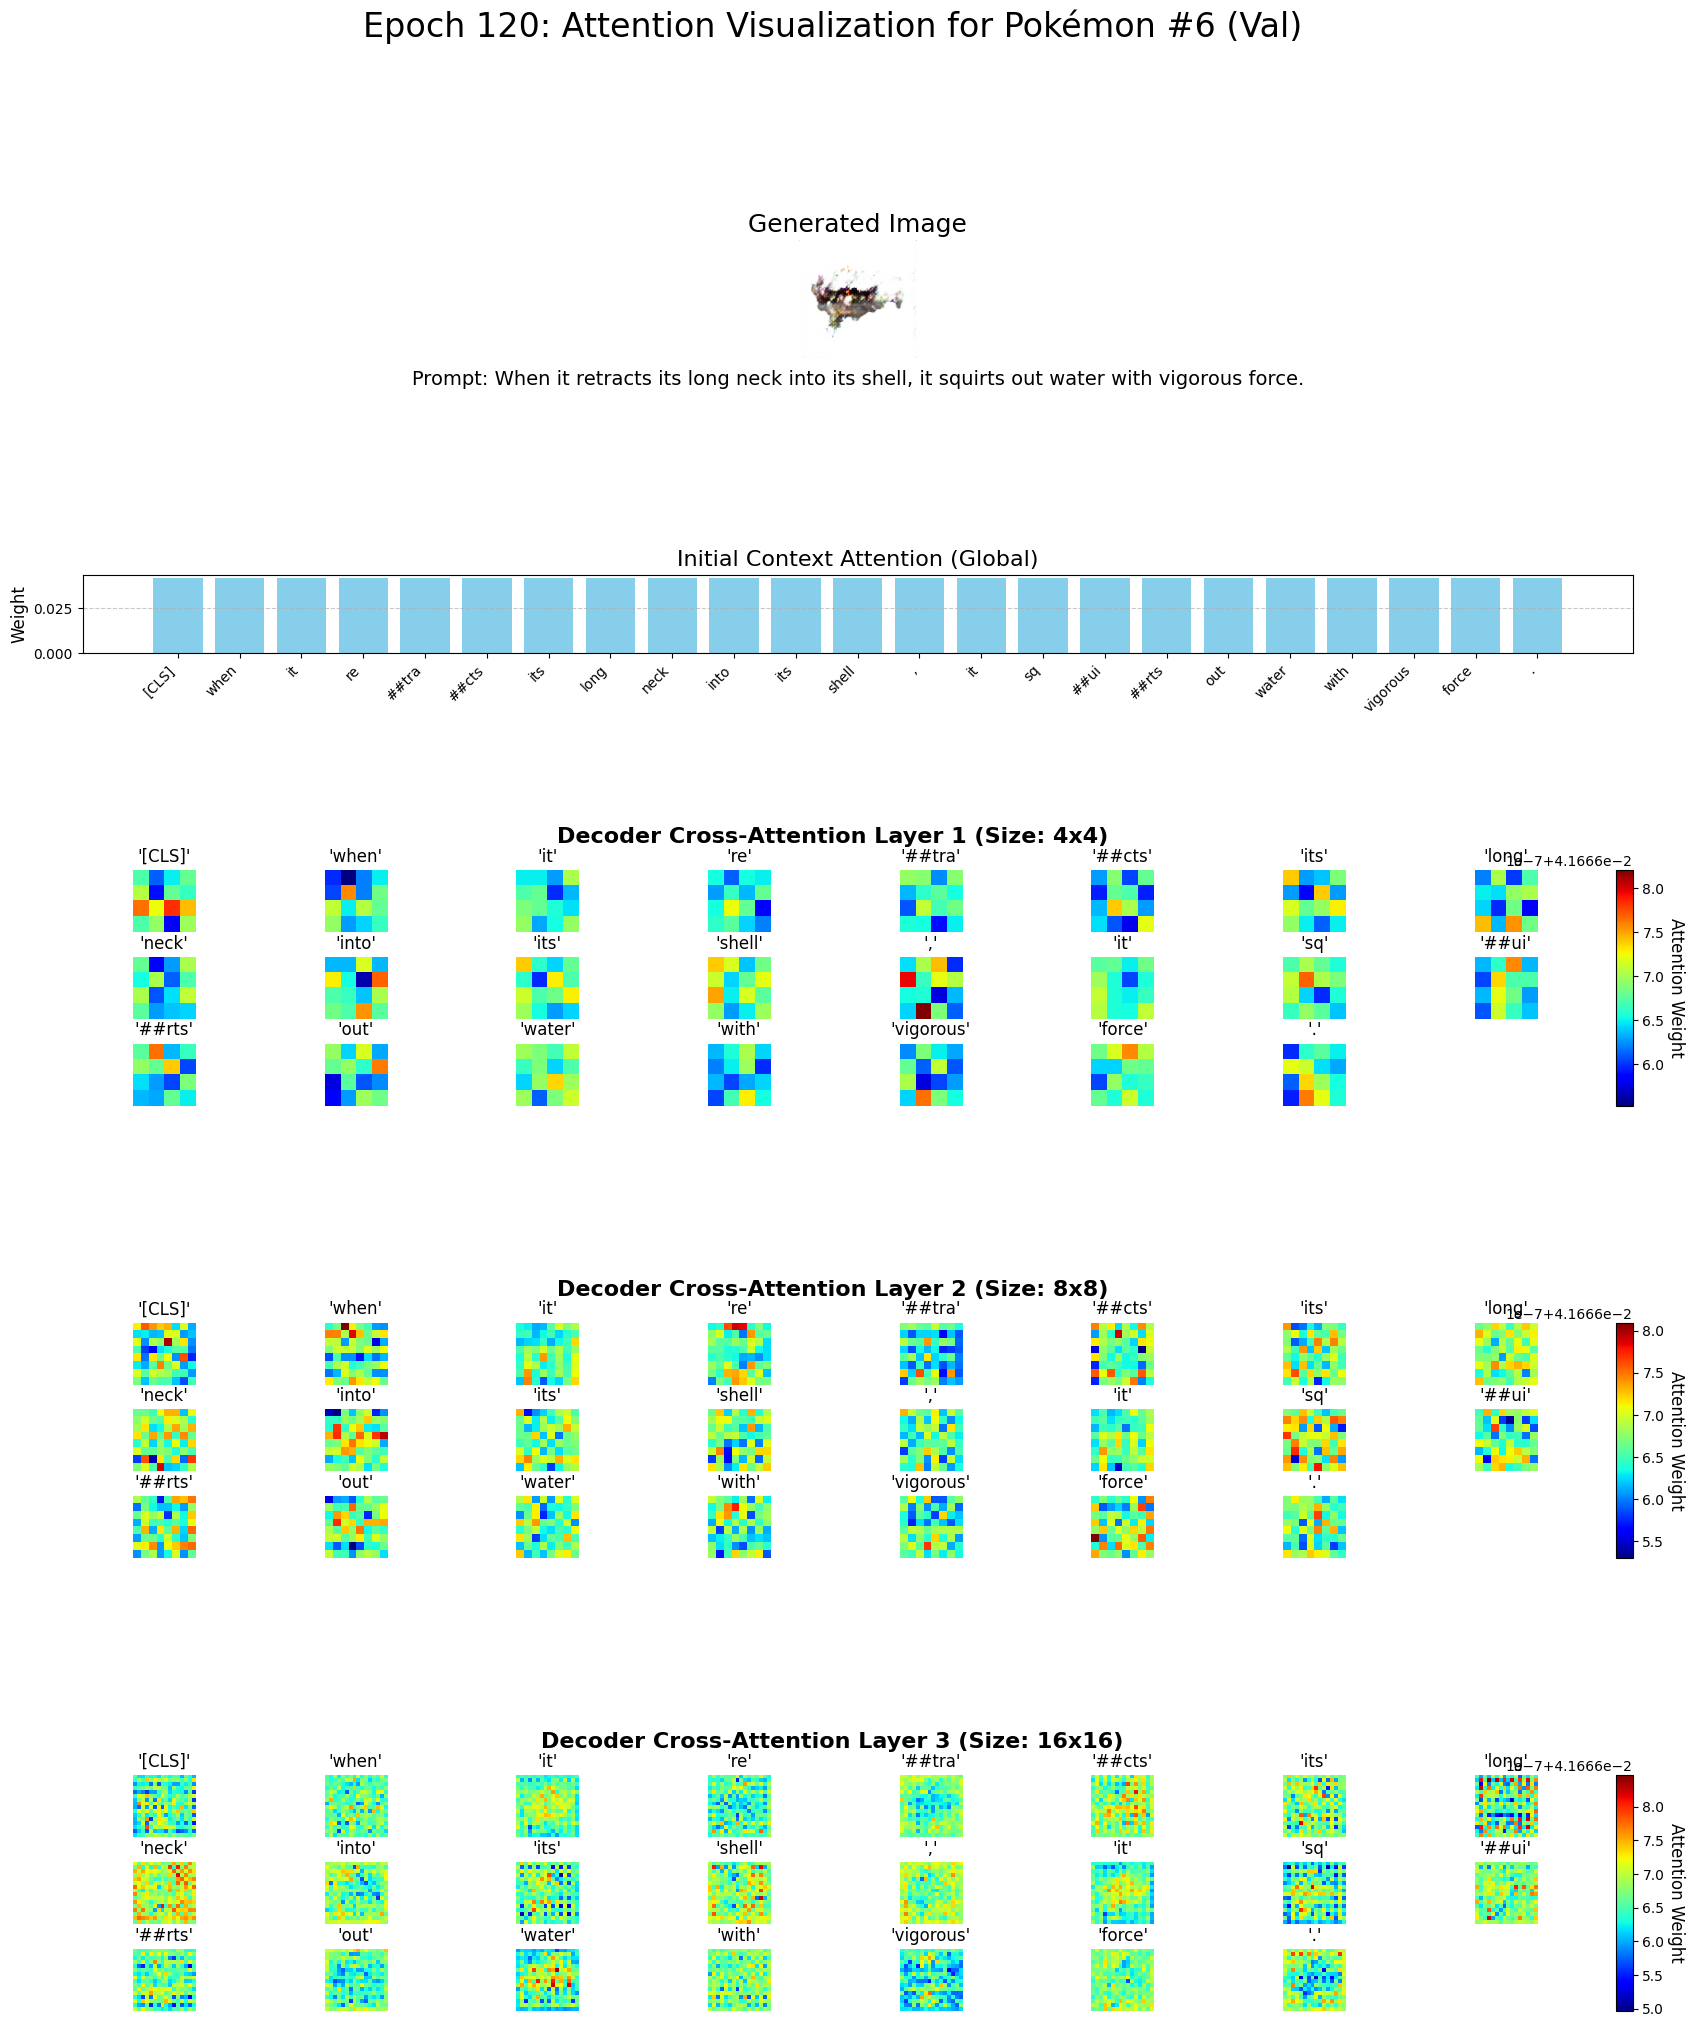 Epoch 120: Attention Visualization for Pokémon #6 (Val)
Generated Image
Prompt: When it retracts its long neck into its shell, it squirts out water with vigorous force.
Initial Context Attention (Global)
Weight
0.025
0.000
[CLS] when it re ##tra ##cts its long neck into its shell , it sq ##ui ##rts out water with vigorous force .
Decoder Cross-Attention Layer 1 (Size: 4x4)
'[CLS]' 'when' 'it' 're' '##tra' '##cts' 'its' 'long'
1e−7+4.1666e−2
'neck' 'into' 'its' 'shell' ',' 'it' 'sq' '##ui'
'##rts' 'out' 'water' 'with' 'vigorous' 'force' '.'
8.0
7.5
7.0
6.5
6.0
Attention Weight
Decoder Cross-Attention Layer 2 (Size: 8x8)
'[CLS]' 'when' 'it' 're' '##tra' '##cts' 'its' 'long'
1e−7+4.1666e−2
'neck' 'into' 'its' 'shell' ',' 'it' 'sq' '##ui'
'##rts' 'out' 'water' 'with' 'vigorous' 'force' '.'
8.0
7.5
7.0
6.5
6.0
5.5
Attention Weight
Decoder Cross-Attention Layer 3 (Size: 16x16)
'[CLS]' 'when' 'it' 're' '##tra' '##cts' 'its' 'long'
1e−7+4.1666e−2
'neck' 'into' 'its' 'shell' ',' 'it' 'sq' '##ui'
'##rts' 'out' 'water' 'with' 'vigorous' 'force' '.'
8.0
7.5
7.0
6.5
6.0
5.5
5.0
Attention Weight